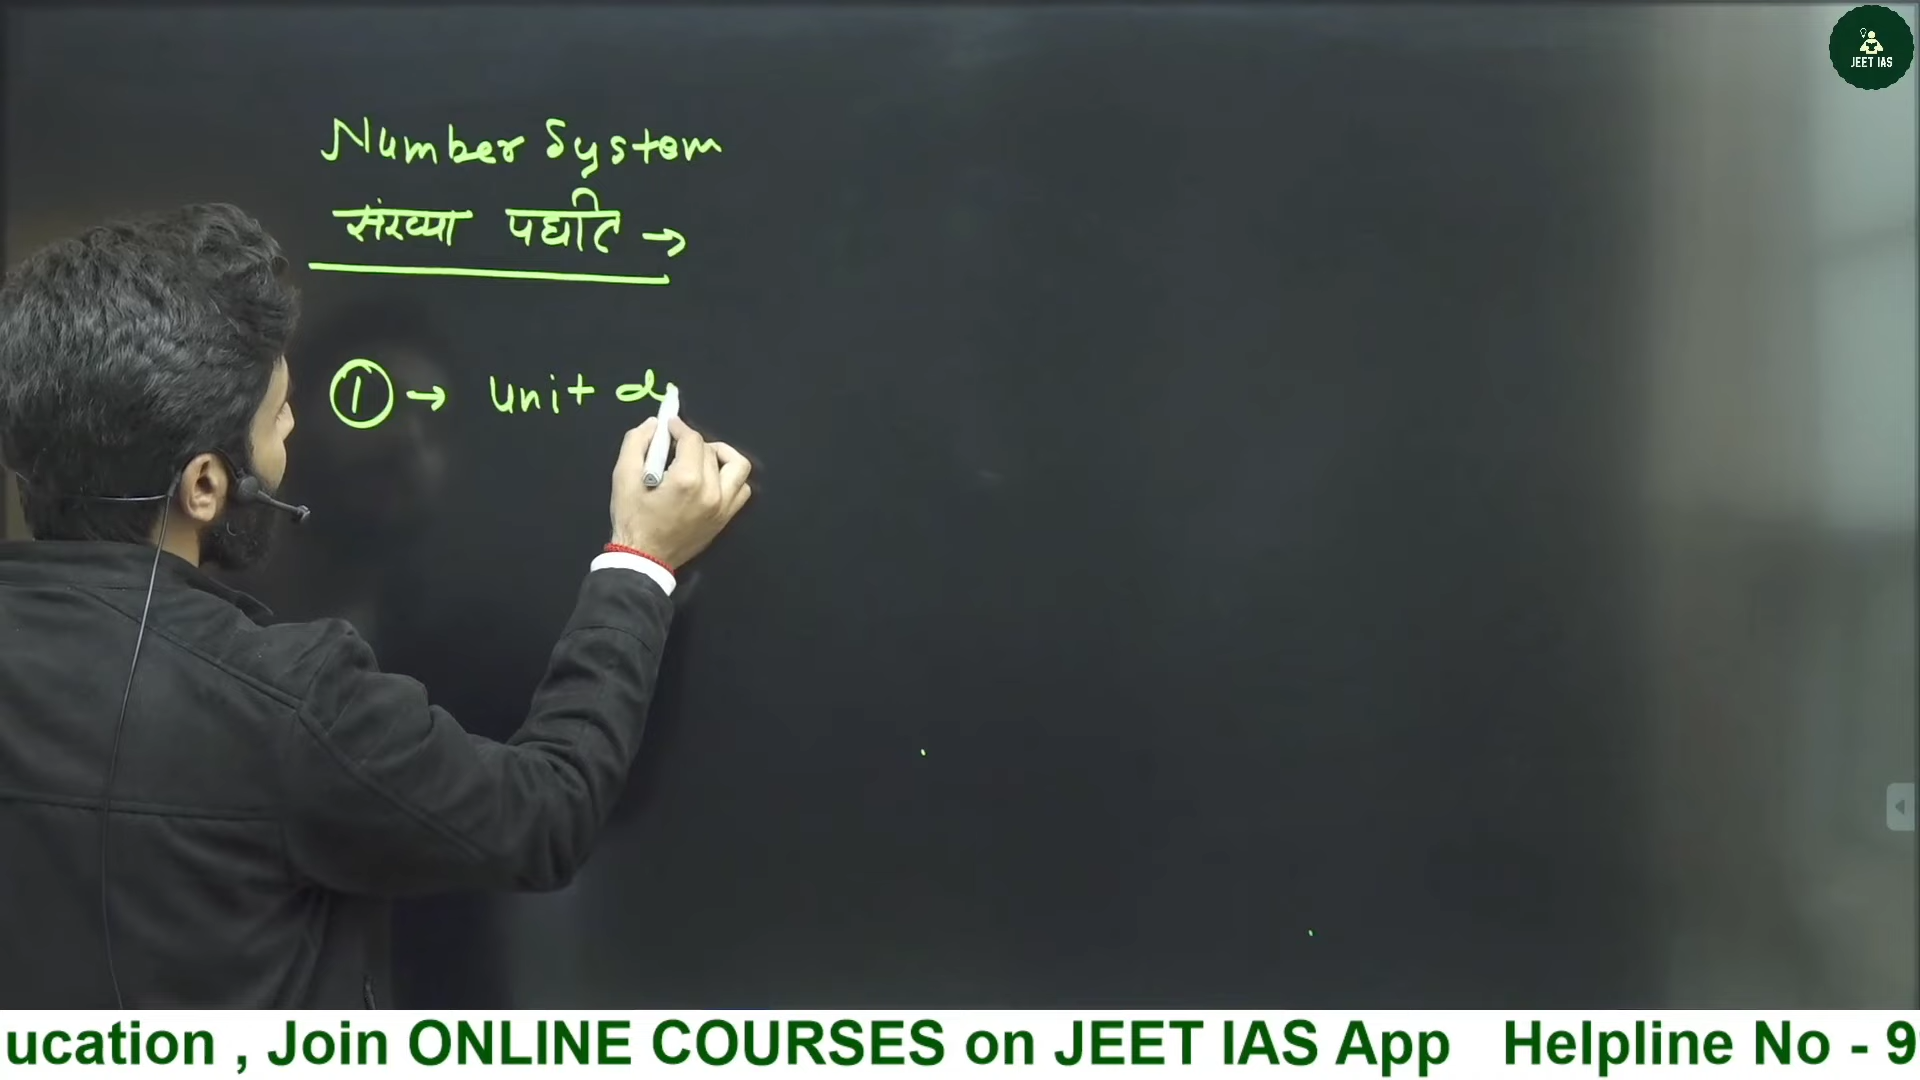 JEET IAS
Number System
संख्या पद्यति →
① → unit
ucation , Join ONLINE COURSES on JEET IAS App Helpline No - 9